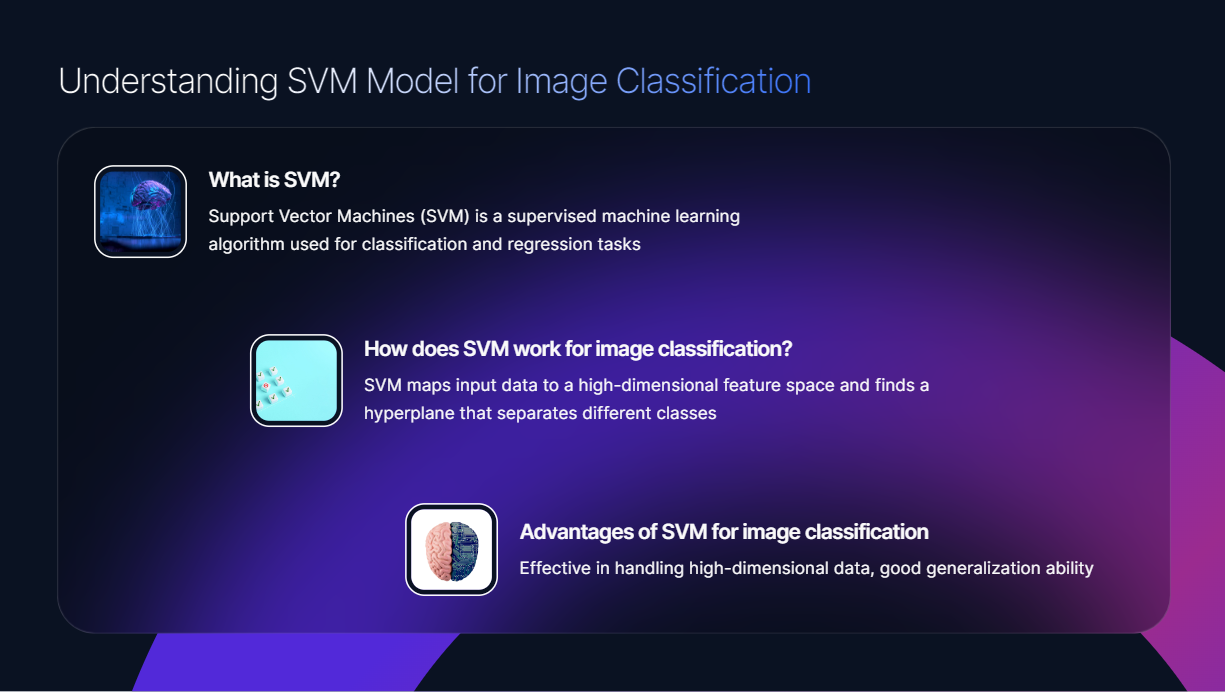 Understanding SVM Model for Image Classification
What is SVM?
Support Vector Machines (SVM) is a supervised machine learning
algorithm used for classification and regression tasks
How does SVM work for image classification?
SVM maps input data to a high-dimensional feature space and finds a
hyperplane that separates different classes
Advantages of SVM for image classification
Effective in handling high-dimensional data, good generalization ability